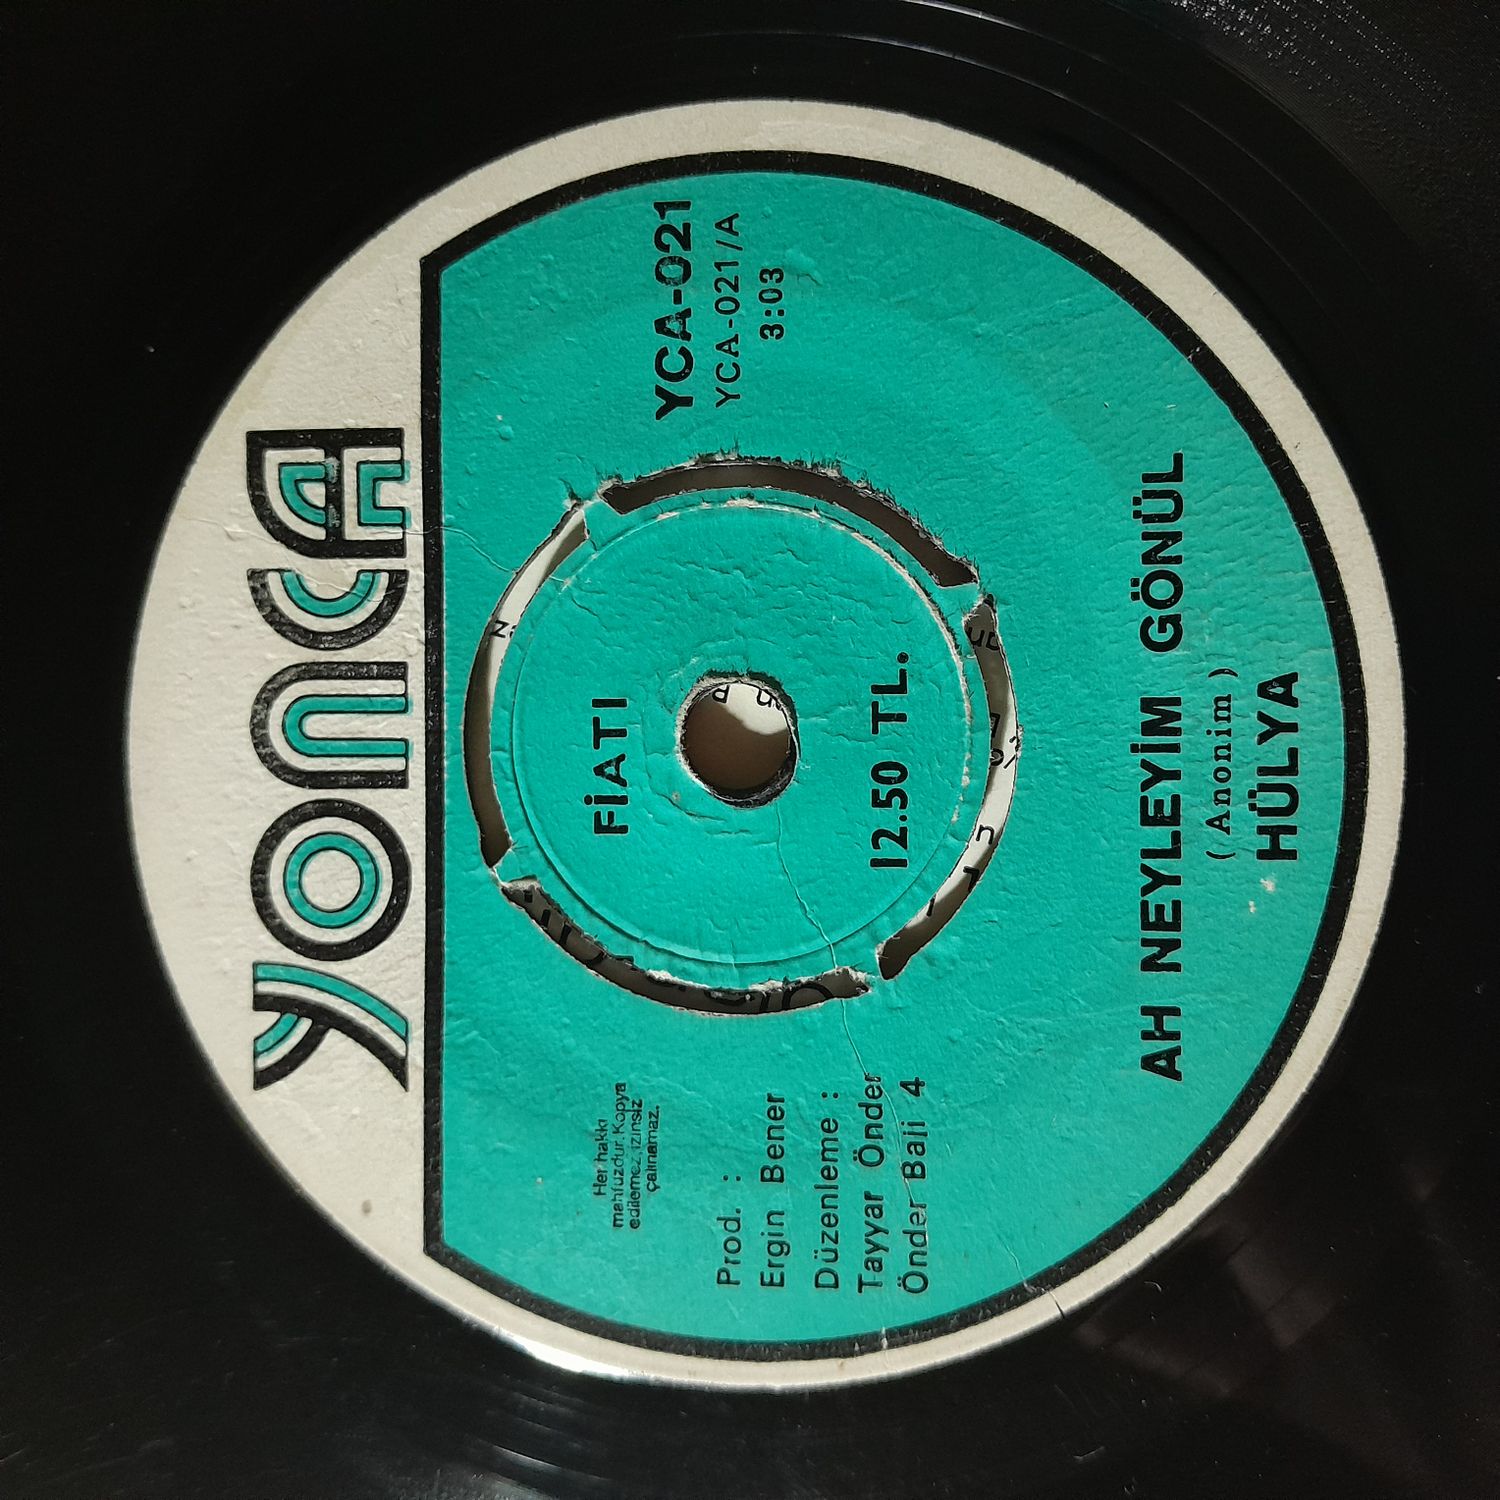 YONCA
YCA-021
YCA-021/A
3:03
FİATI
12.50 TL.
Her hakkı
mahfuzdur. Kopya
edilemez, izinsiz
çalınamaz.
Prod. :
Ergin Bener
Düzenleme :
Tayyar Önder
Önder Bali 4
AH NEYLEYİM GÖNÜL
(Anonim)
HÜLYA